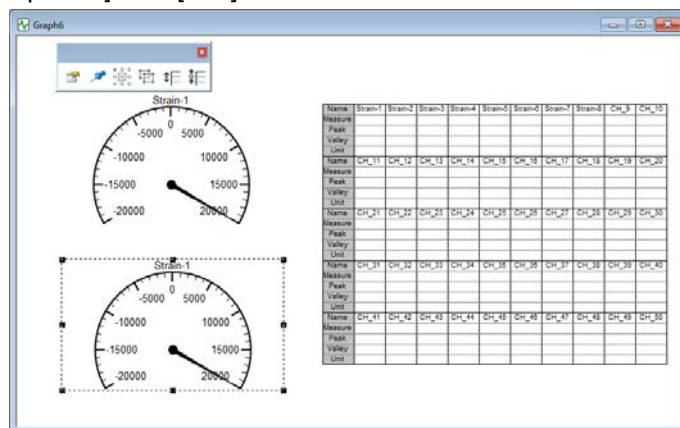 Graph6
Strain-1
0
-5000 5000
-10000 10000
-15000 15000
-20000 20000
Strain-1
0
-5000 5000
-10000 10000
-15000 15000
-20000 20000
Name Strain-1 Strain-2 Strain-3 Strain-4 Strain-5 Strain-6 Strain-7 Strain-8 CH_9 CH_10
Measure
Peak
Valley
Unit
Name CH_11 CH_12 CH_13 CH_14 CH_15 CH_16 CH_17 CH_18 CH_19 CH_20
Measure
Peak
Valley
Unit
Name CH_21 CH_22 CH_23 CH_24 CH_25 CH_26 CH_27 CH_28 CH_29 CH_30
Measure
Peak
Valley
Unit
Name CH_31 CH_32 CH_33 CH_34 CH_35 CH_36 CH_37 CH_38 CH_39 CH_40
Measure
Peak
Valley
Unit
Name CH_41 CH_42 CH_43 CH_44 CH_45 CH_46 CH_47 CH_48 CH_49 CH_50
Measure
Peak
Valley
Unit